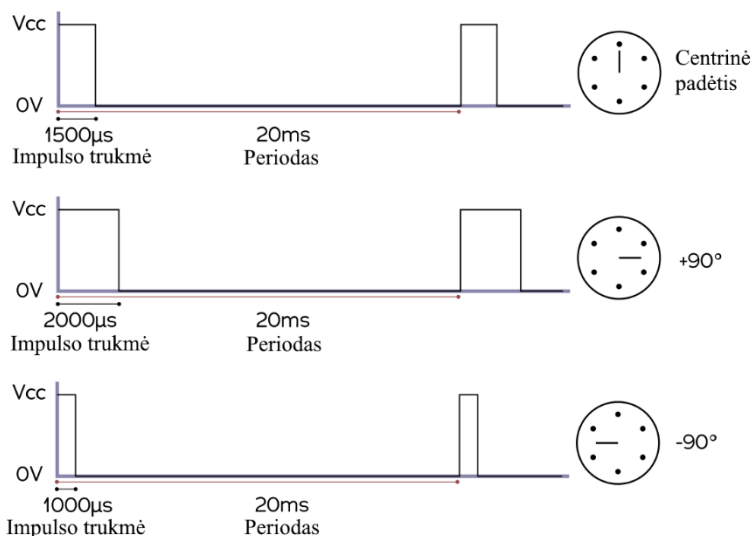 Vcc
0V
1500µs
Impulso trukmė
20ms
Periodas
Centrinė
padėtis
Vcc
0V
2000µs
Impulso trukmė
20ms
Periodas
+90°
Vcc
0V
1000µs
Impulso trukmė
20ms
Periodas
-90°